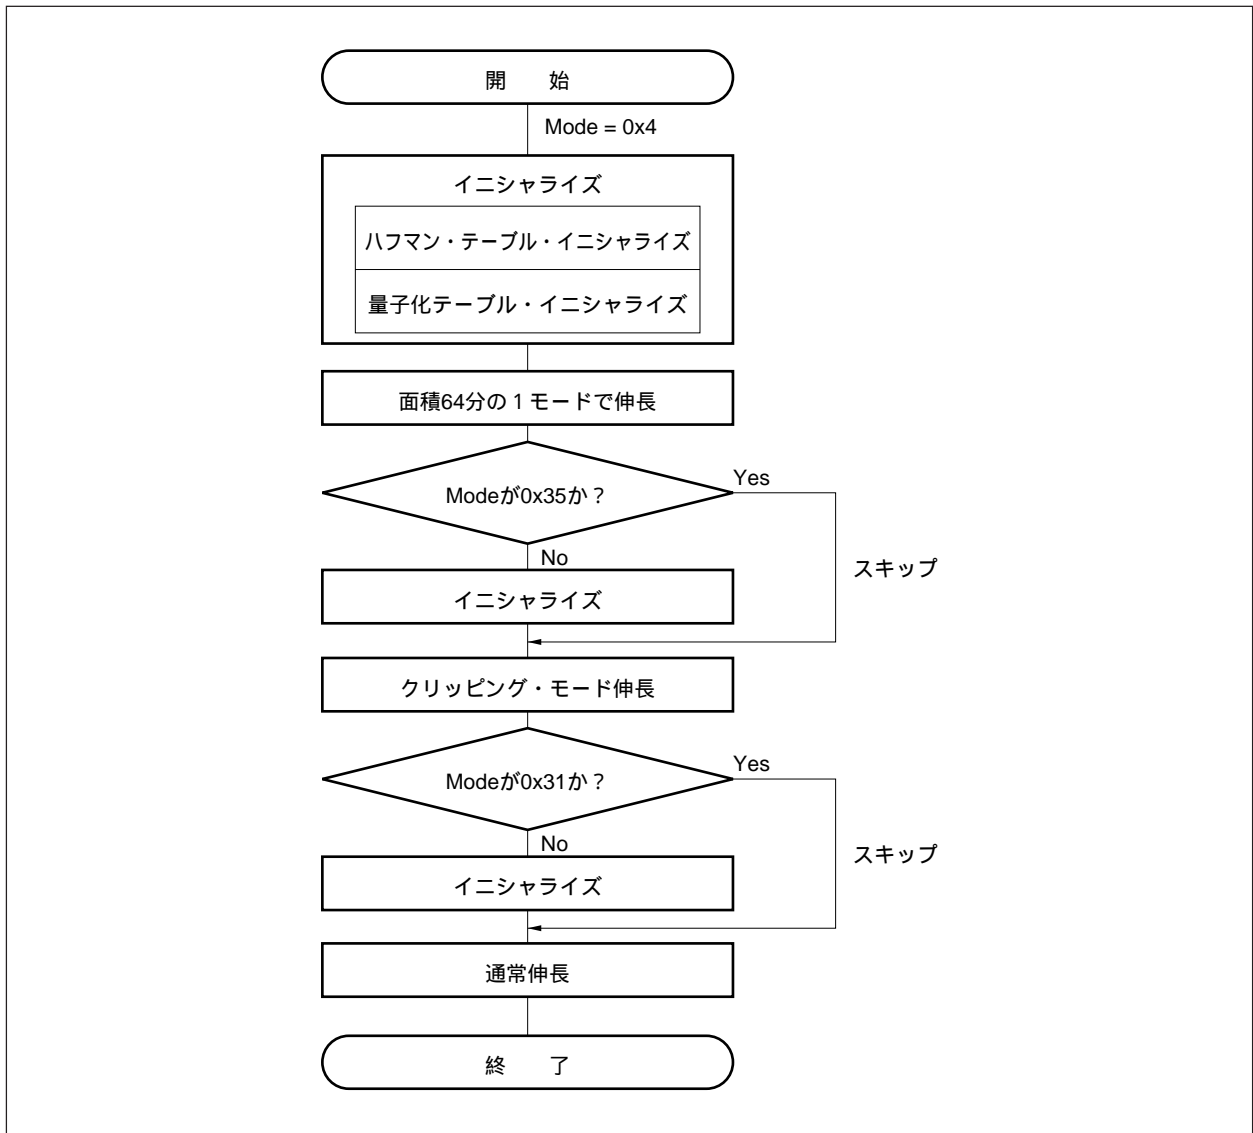 開　始
Mode = 0x4
イニシャライズ
ハフマン・テーブル・イニシャライズ
量子化テーブル・イニシャライズ
面積64分の１モードで伸長
Modeが0x35か？
Yes
No
スキップ
イニシャライズ
クリッピング・モード伸長
Modeが0x31か？
Yes
No
スキップ
イニシャライズ
通常伸長
終　了